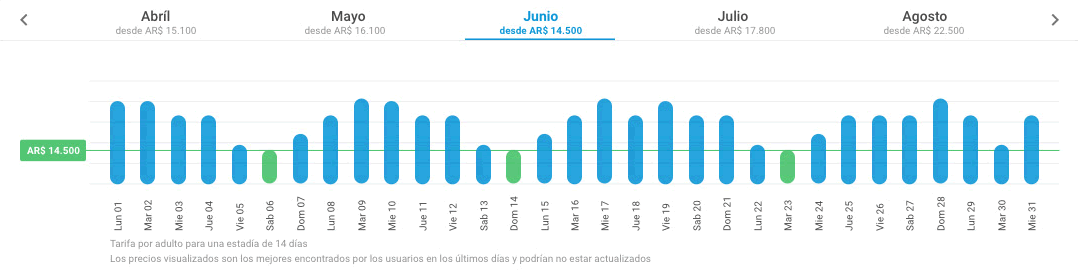 Abríl Mayo Junio Julio Agosto
desde AR$ 15.100 desde AR$ 16.100 desde AR$ 14.500 desde AR$ 17.800 desde AR$ 22.500
AR$ 14.500
Lun 01 Mar 02 Mie 03 Jue 04 Vie 05 Sab 06 Dom 07 Lun 08 Mar 09 Mie 10 Jue 11 Vie 12 Sab 13 Dom 14 Lun 15 Mar 16 Mie 17 Jue 18 Vie 19 Sab 20 Dom 21 Lun 22 Mar 23 Mie 24 Jue 25 Vie 26 Sab 27 Dom 28 Lun 29 Mar 30 Mie 31
Tarifa por adulto para una estadía de 14 días
Los precios visualizados son los mejores encontrados por los usuarios en los últimos días y podrían no estar actualizados